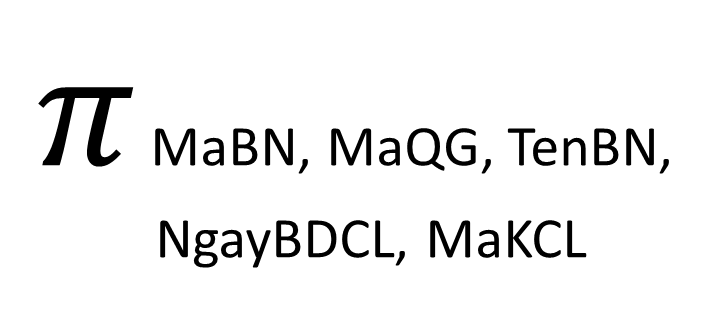 π MaBN, MaQG, TenBN,
NgayBDCL, MaKCL